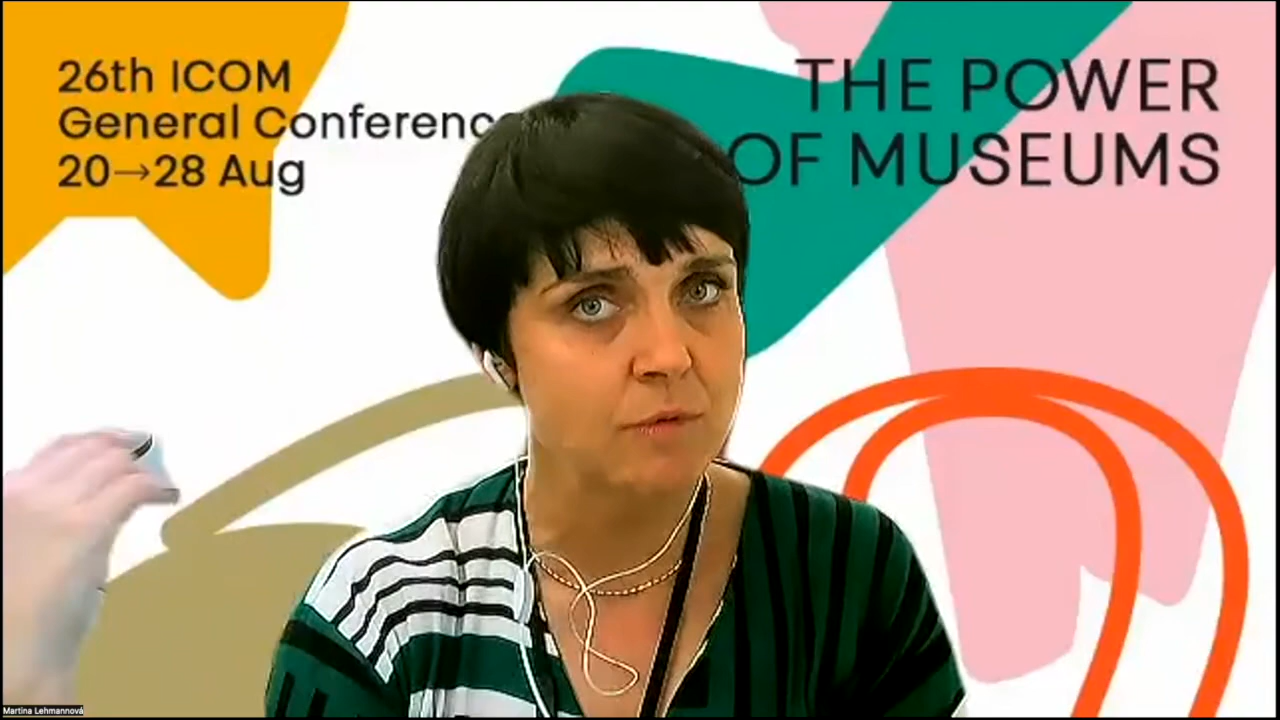 26th ICOM
General Conferenc
20→28 Aug
THE POWER
OF MUSEUMS
Martina Lehmannová